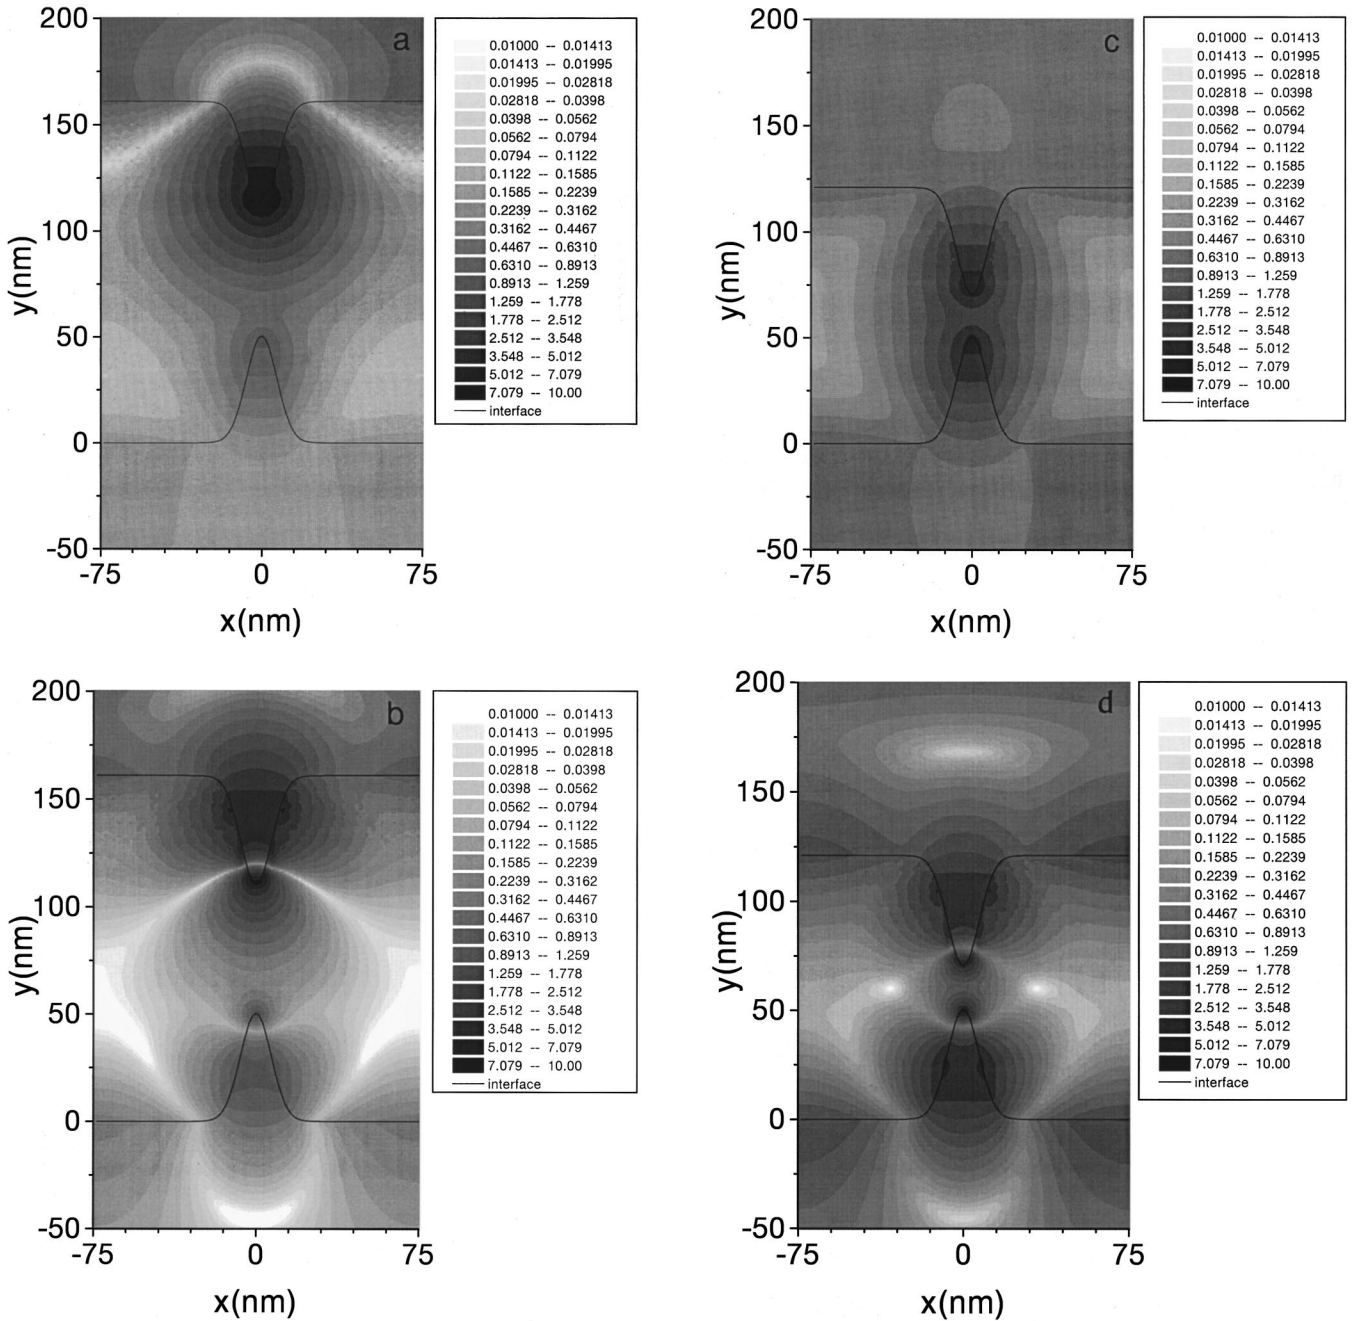 200
150
100
50
0
-50
y(nm)
-75 0 75
x(nm)
a
0.01000 -- 0.01413
0.01413 -- 0.01995
0.01995 -- 0.02818
0.02818 -- 0.0398
0.0398 -- 0.0562
0.0562 -- 0.0794
0.0794 -- 0.1122
0.1122 -- 0.1585
0.1585 -- 0.2239
0.2239 -- 0.3162
0.3162 -- 0.4467
0.4467 -- 0.6310
0.6310 -- 0.8913
0.8913 -- 1.259
1.259 -- 1.778
1.778 -- 2.512
2.512 -- 3.548
3.548 -- 5.012
5.012 -- 7.079
7.079 -- 10.00
interface
200
150
100
50
0
-50
y(nm)
-75 0 75
x(nm)
c
0.01000 -- 0.01413
0.01413 -- 0.01995
0.01995 -- 0.02818
0.02818 -- 0.0398
0.0398 -- 0.0562
0.0562 -- 0.0794
0.0794 -- 0.1122
0.1122 -- 0.1585
0.1585 -- 0.2239
0.2239 -- 0.3162
0.3162 -- 0.4467
0.4467 -- 0.6310
0.6310 -- 0.8913
0.8913 -- 1.259
1.259 -- 1.778
1.778 -- 2.512
2.512 -- 3.548
3.548 -- 5.012
5.012 -- 7.079
7.079 -- 10.00
interface
200
150
100
50
0
-50
y(nm)
-75 0 75
x(nm)
b
0.01000 -- 0.01413
0.01413 -- 0.01995
0.01995 -- 0.02818
0.02818 -- 0.0398
0.0398 -- 0.0562
0.0562 -- 0.0794
0.0794 -- 0.1122
0.1122 -- 0.1585
0.1585 -- 0.2239
0.2239 -- 0.3162
0.3162 -- 0.4467
0.4467 -- 0.6310
0.6310 -- 0.8913
0.8913 -- 1.259
1.259 -- 1.778
1.778 -- 2.512
2.512 -- 3.548
3.548 -- 5.012
5.012 -- 7.079
7.079 -- 10.00
interface
200
150
100
50
0
-50
y(nm)
-75 0 75
x(nm)
d
0.01000 -- 0.01413
0.01413 -- 0.01995
0.01995 -- 0.02818
0.02818 -- 0.0398
0.0398 -- 0.0562
0.0562 -- 0.0794
0.0794 -- 0.1122
0.1122 -- 0.1585
0.1585 -- 0.2239
0.2239 -- 0.3162
0.3162 -- 0.4467
0.4467 -- 0.6310
0.6310 -- 0.8913
0.8913 -- 1.259
1.259 -- 1.778
1.778 -- 2.512
2.512 -- 3.548
3.548 -- 5.012
5.012 -- 7.079
7.079 -- 10.00
interface